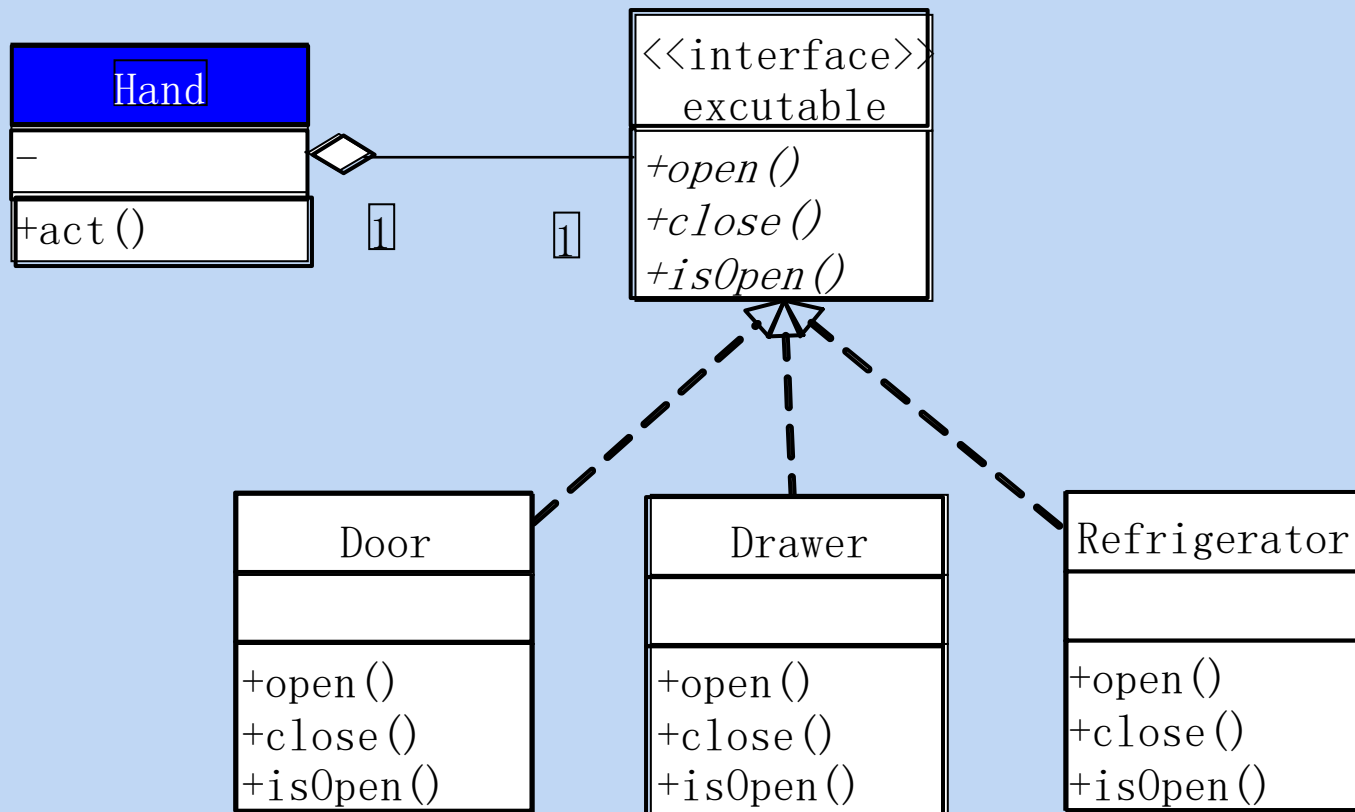 Hand
-
+act()
1
1
<<interface>>
excutable
+open()
+close()
+isOpen()
Door
+open()
+close()
+isOpen()
Drawer
+open()
+close()
+isOpen()
Refrigerator
+open()
+close()
+isOpen()